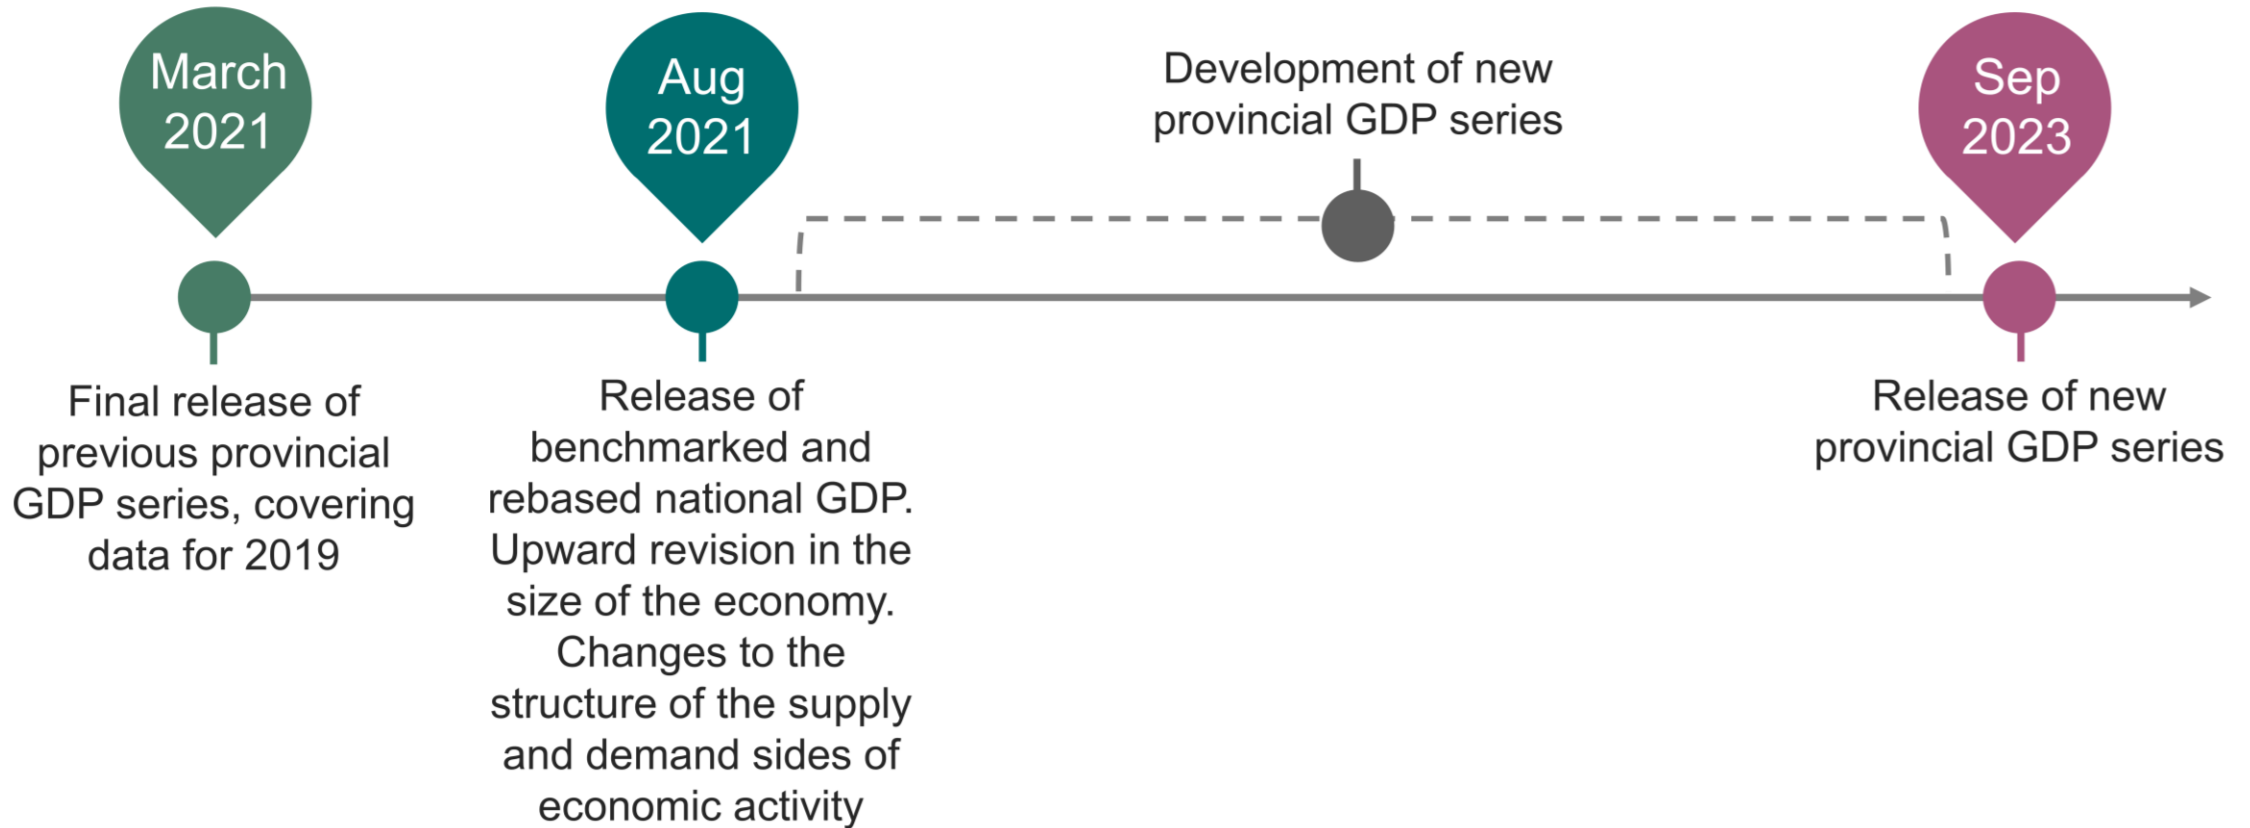 March
2021
Final release of
previous provincial
GDP series, covering
data for 2019
Aug
2021
Release of
benchmarked and
rebased national GDP.
Upward revision in the
size of the economy.
Changes to the
structure of the supply
and demand sides of
economic activity
Development of new
provincial GDP series
Sep
2023
Release of new
provincial GDP series